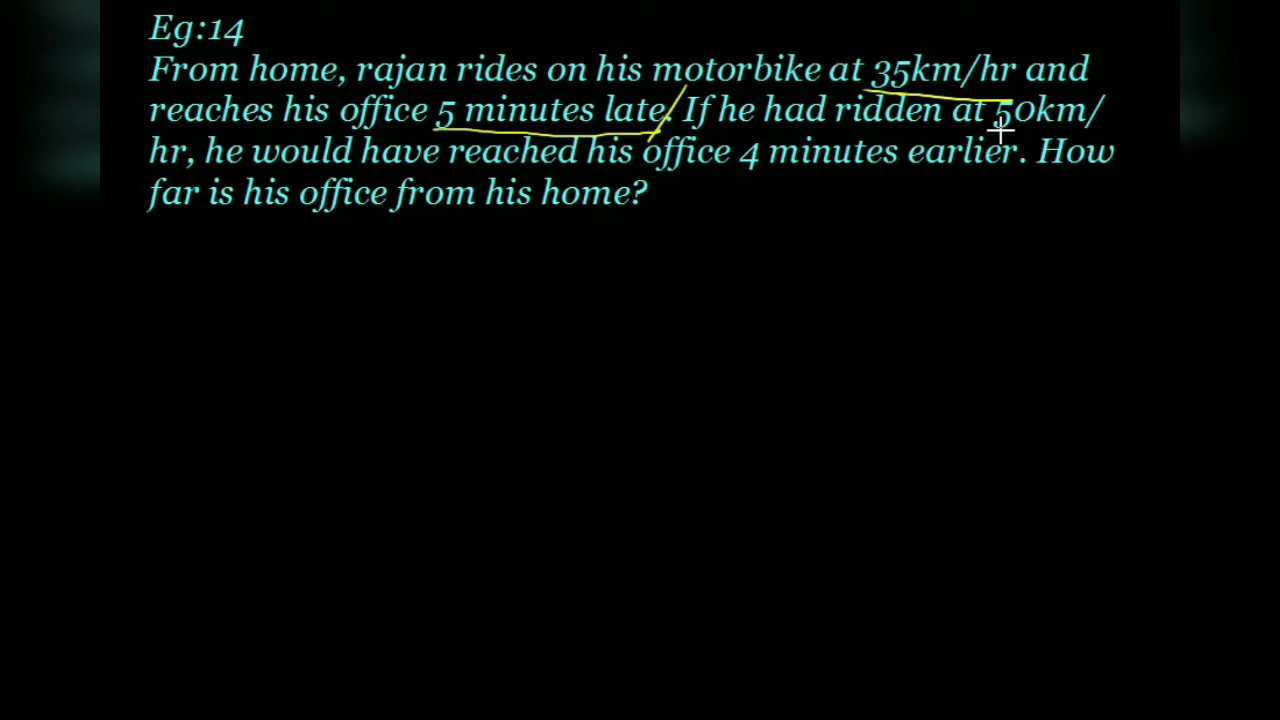 Eg:14
From home, rajan rides on his motorbike at 35km/hr and
reaches his office 5 minutes late. If he had ridden at 50km/
hr, he would have reached his office 4 minutes earlier. How
far is his office from his home?